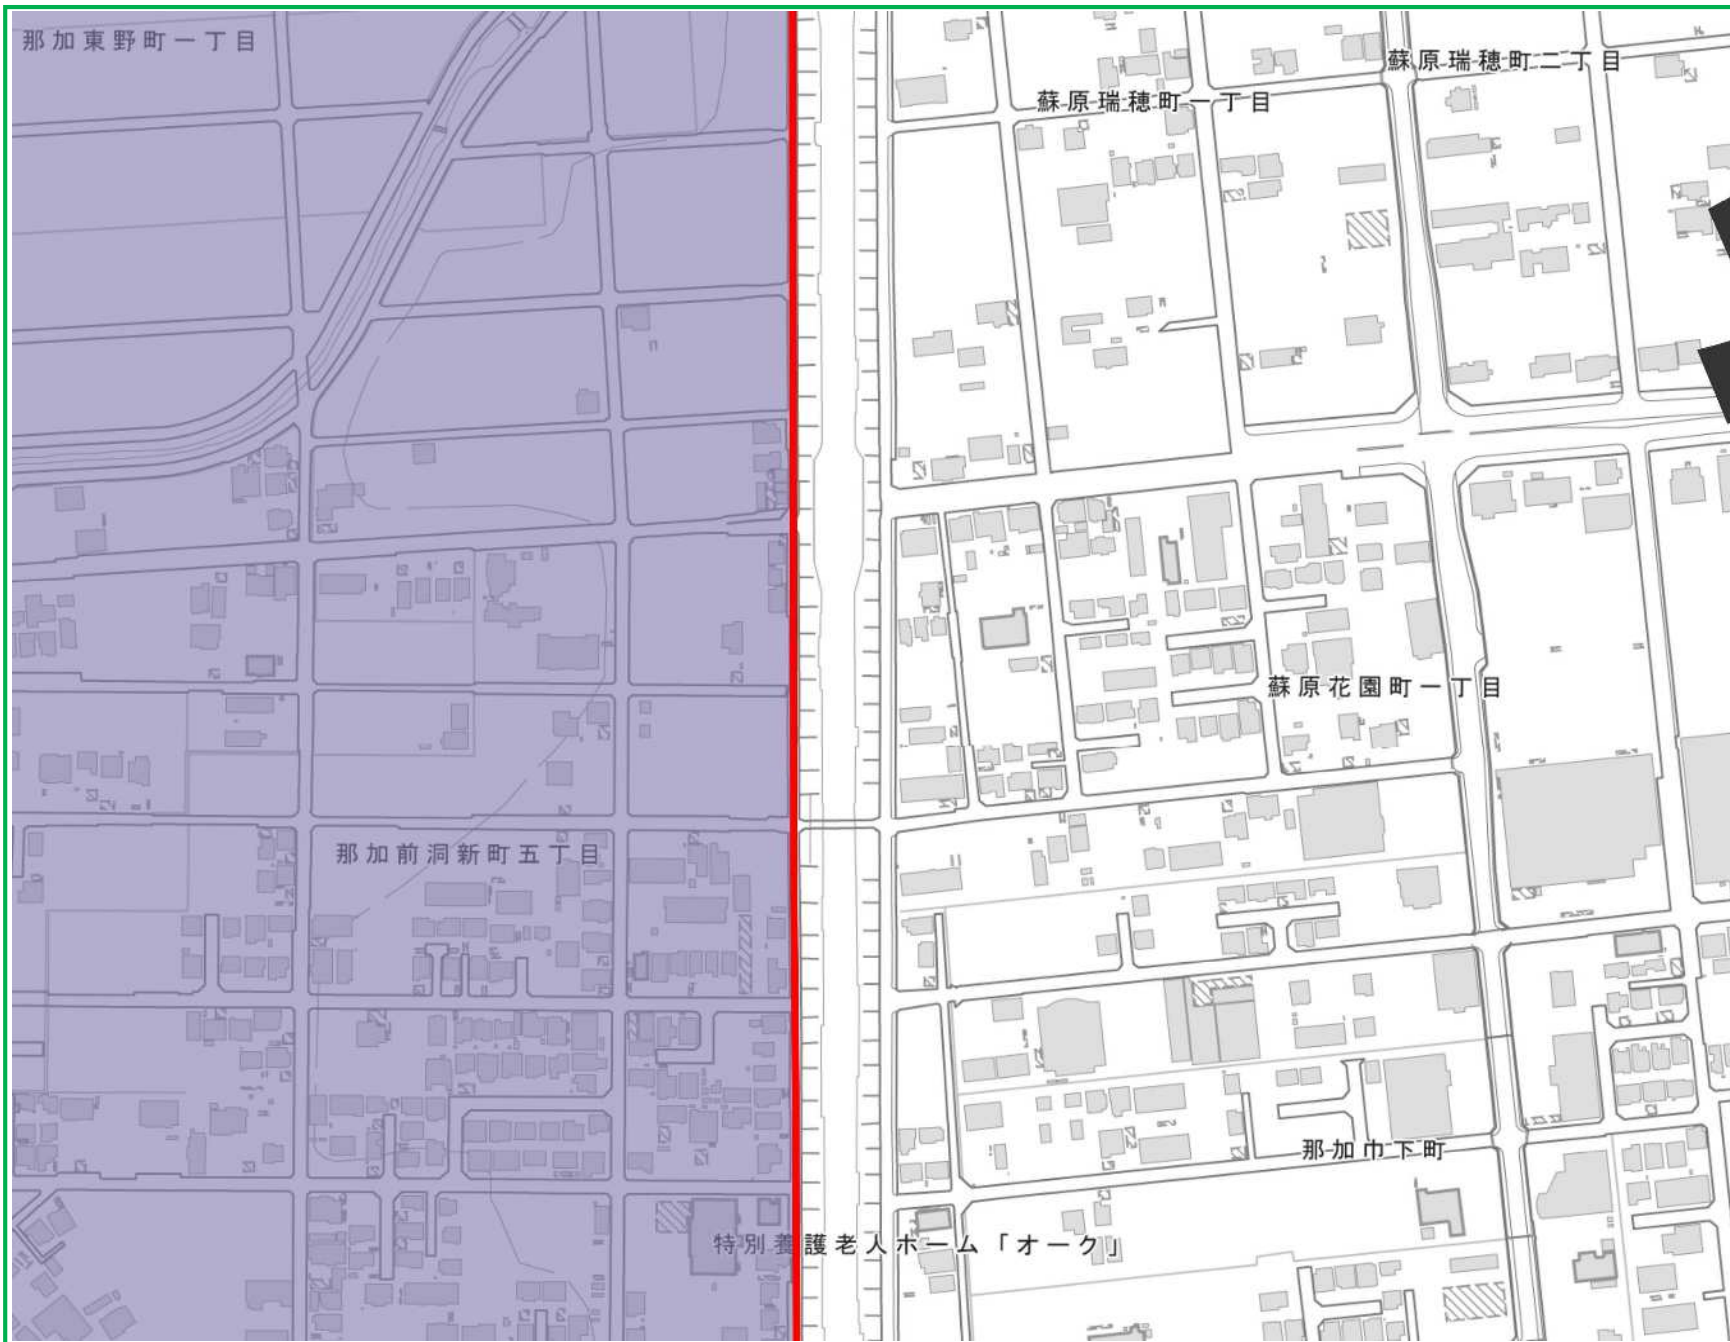 那加東野町一丁目
蘇原瑞穂町二丁目
蘇原瑞穂町一丁目
蘇原花園町一丁目
那加前洞新町五丁目
那加巾下町
特別養護老人ホーム「オーク」